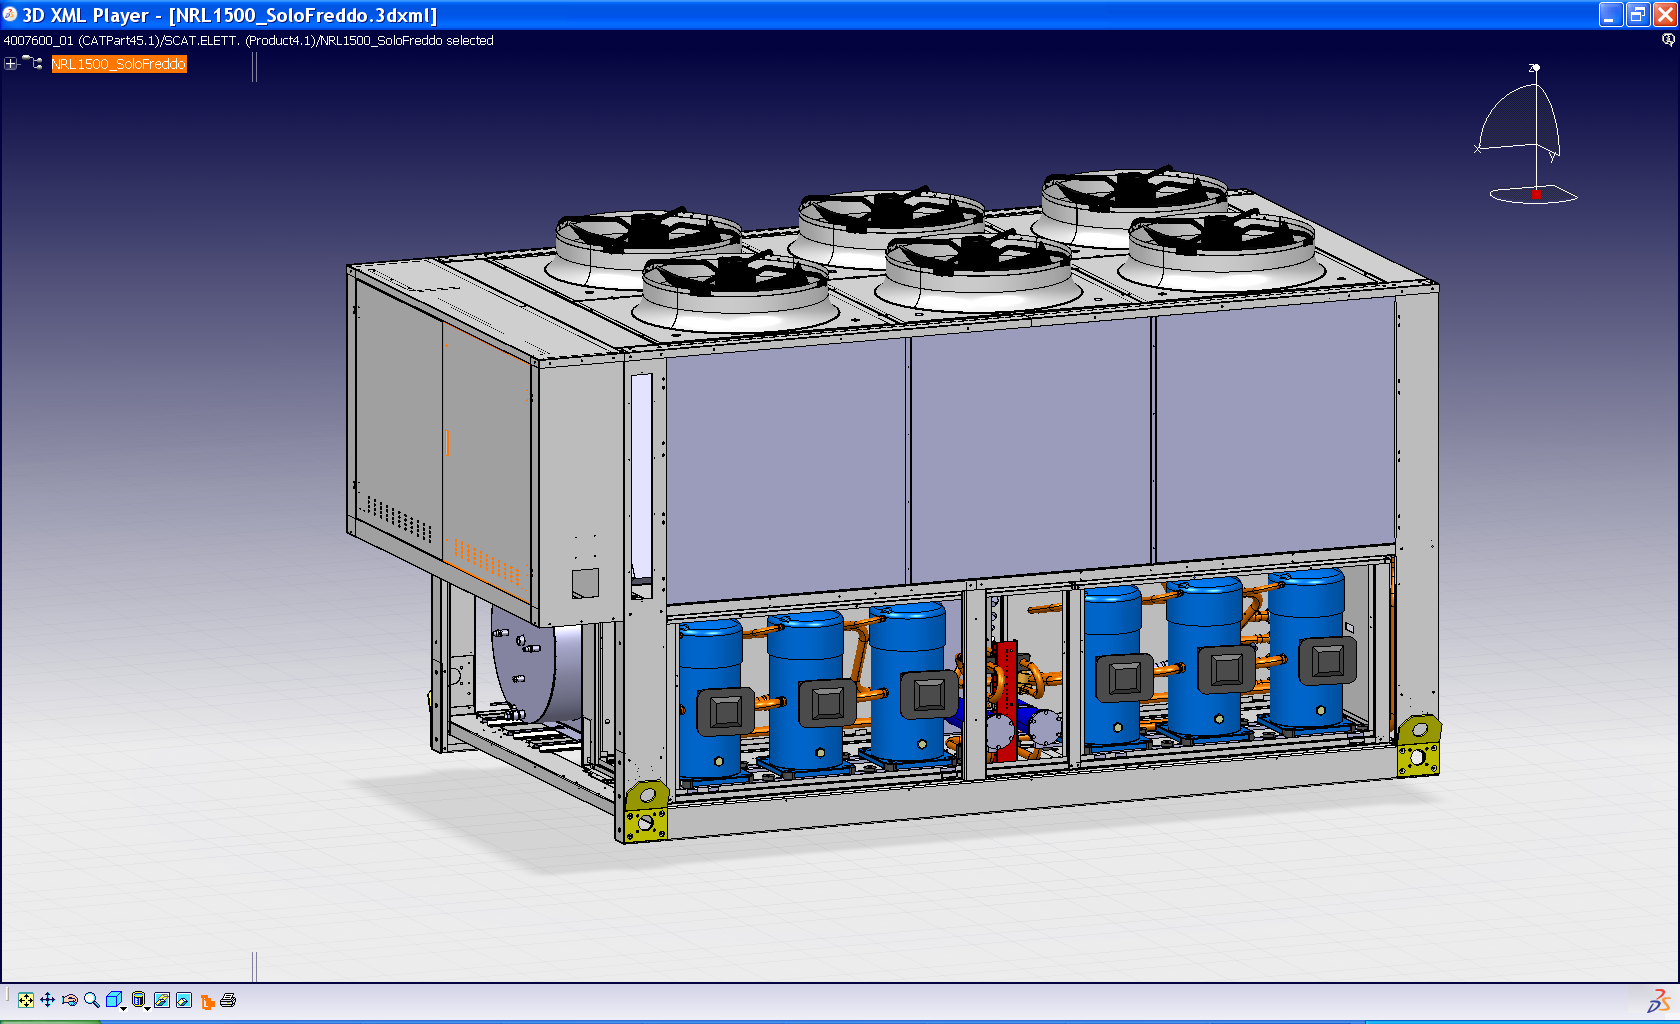 3D XML Player - [NRL1500_SoloFreddo.3dxml]
4007600_01 (CATPart45.1)/SCAT.ELETT. (Product4.1)/NRL1500_SoloFreddo selected
NRL1500_SoloFreddo
z
x
y